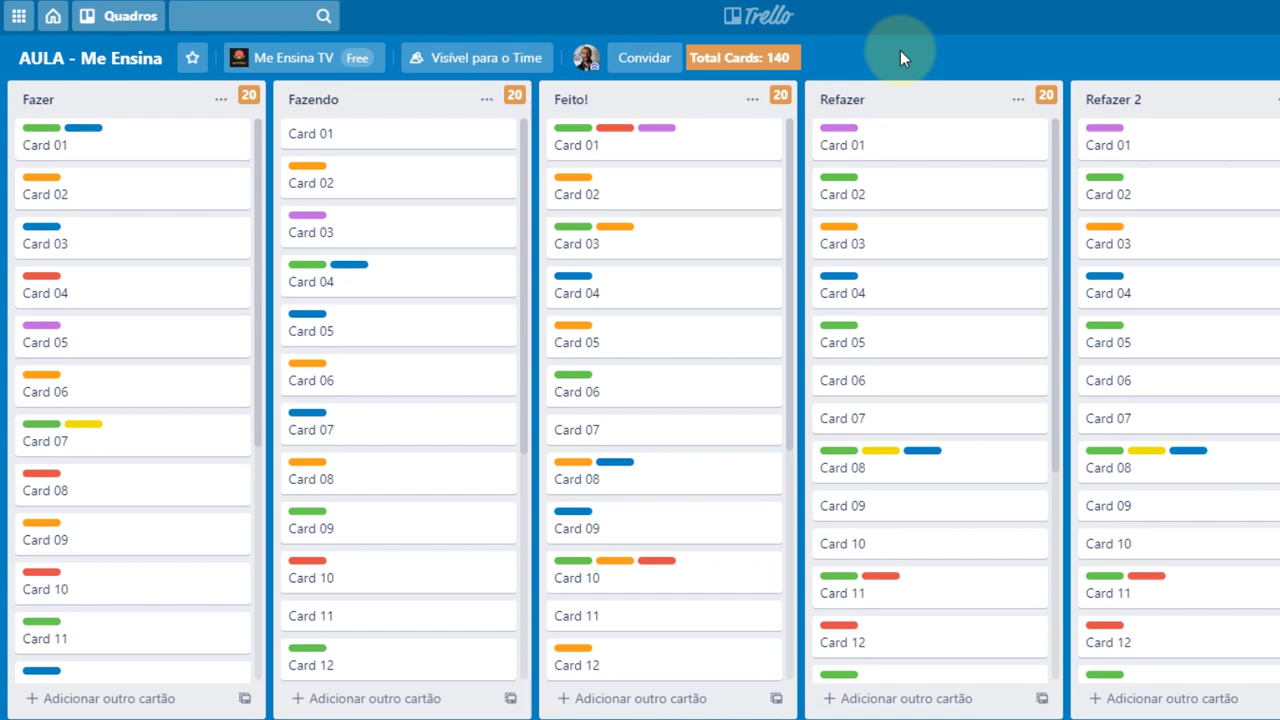 Quadros
Trello
AULA - Me Ensina
Me Ensina TV Free
Visível para o Time
Convidar
Total Cards: 140
Fazer
20
Card 01
Card 02
Card 03
Card 04
Card 05
Card 06
Card 07
Card 08
Card 09
Card 10
Card 11
Adicionar outro cartão
Fazendo
20
Card 01
Card 02
Card 03
Card 04
Card 05
Card 06
Card 07
Card 08
Card 09
Card 10
Card 11
Card 12
Adicionar outro cartão
Feito!
20
Card 01
Card 02
Card 03
Card 04
Card 05
Card 06
Card 07
Card 08
Card 09
Card 10
Card 11
Card 12
Adicionar outro cartão
Refazer
20
Card 01
Card 02
Card 03
Card 04
Card 05
Card 06
Card 07
Card 08
Card 09
Card 10
Card 11
Card 12
Adicionar outro cartão
Refazer 2
Card 01
Card 02
Card 03
Card 04
Card 05
Card 06
Card 07
Card 08
Card 09
Card 10
Card 11
Card 12
Adicionar outro cartão